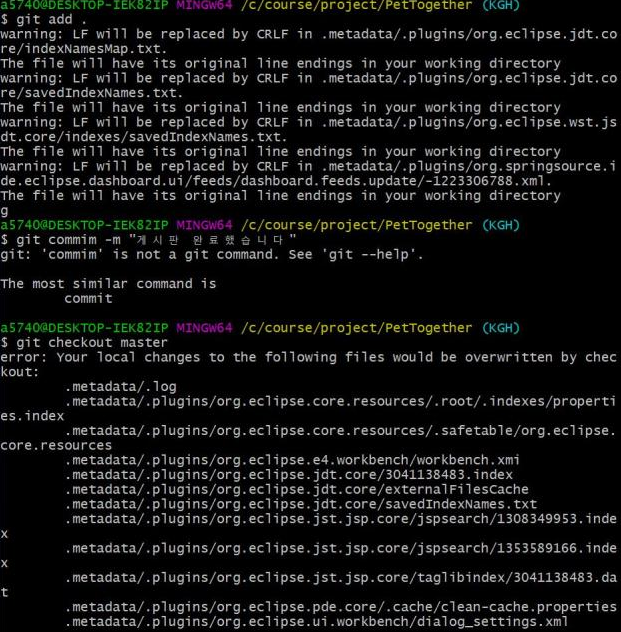 a5740@DESKTOP-IEK82IP MINGW64 /c/course/project/PetTogether (KGH)
$ git add .
warning: LF will be replaced by CRLF in .metadata/.plugins/org.eclipse.jdt.co
re/indexNamesMap.txt.
The file will have its original line endings in your working directory
warning: LF will be replaced by CRLF in .metadata/.plugins/org.eclipse.jdt.co
re/savedIndexNames.txt.
The file will have its original line endings in your working directory
warning: LF will be replaced by CRLF in .metadata/.plugins/org.eclipse.wst.js
dt.core/indexes/savedIndexNames.txt.
The file will have its original line endings in your working directory
warning: LF will be replaced by CRLF in .metadata/.plugins/org.springsource.i
de.eclipse.dashboard.ui/feeds/dashboard.feeds.update/-1223306788.xml.
The file will have its original line endings in your working directory
g
a5740@DESKTOP-IEK82IP MINGW64 /c/course/project/PetTogether (KGH)
$ git commim -m "게시판 완료했습니다"
git: 'commim' is not a git command. See 'git --help'.
The most similar command is
commit
a5740@DESKTOP-IEK82IP MINGW64 /c/course/project/PetTogether (KGH)
$ git checkout master
error: Your local changes to the following files would be overwritten by chec
kout:
.metadata/.log
.metadata/.plugins/org.eclipse.core.resources/.root/.indexes/properti
es.index
.metadata/.plugins/org.eclipse.core.resources/.safetable/org.eclipse.
core.resources
.metadata/.plugins/org.eclipse.e4.workbench/workbench.xmi
.metadata/.plugins/org.eclipse.jdt.core/3041138483.index
.metadata/.plugins/org.eclipse.jdt.core/externalFilesCache
.metadata/.plugins/org.eclipse.jdt.core/savedIndexNames.txt
.metadata/.plugins/org.eclipse.jst.jsp.core/jspsearch/1308349953.inde
x
.metadata/.plugins/org.eclipse.jst.jsp.core/jspsearch/1353589166.inde
x
.metadata/.plugins/org.eclipse.jst.jsp.core/taglibindex/3041138483.da
t
.metadata/.plugins/org.eclipse.pde.core/.cache/clean-cache.properties
.metadata/.plugins/org.eclipse.ui.workbench/dialog_settings.xml